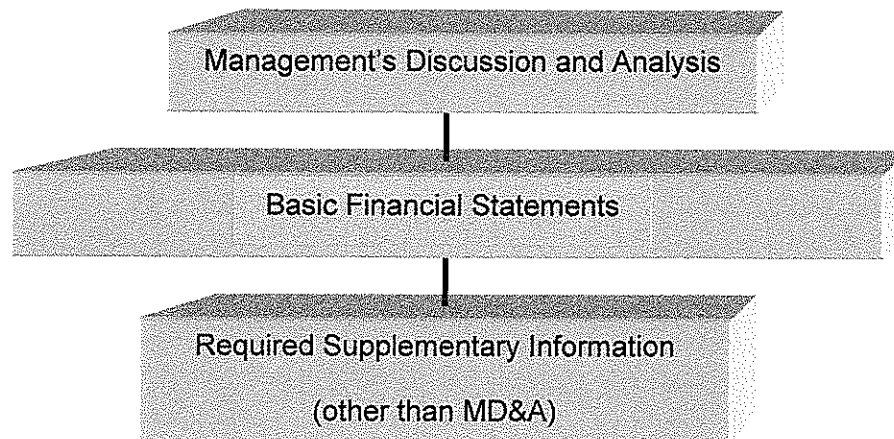 Management's Discussion and Analysis
Basic Financial Statements
Required Supplementary Information
(other than MD&A)